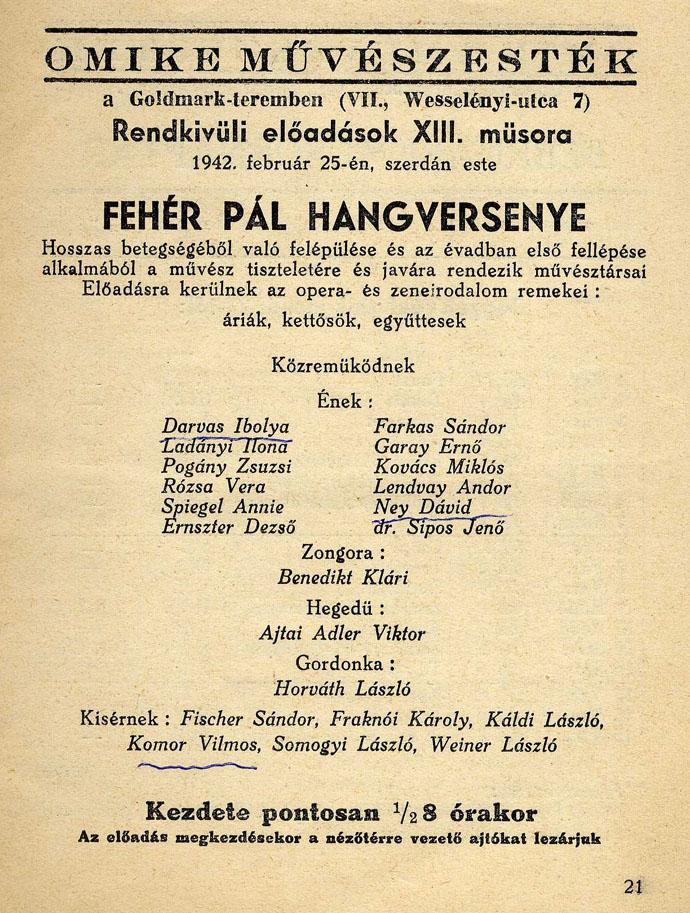 OMIKE MŰVÉSZESTÉK
a Goldmark-teremben (VII., Wesselényi-utca 7)
Rendkivüli előadások XIII. műsora
1942. február 25-én, szerdán este
FEHÉR PÁL HANGVERSENYE
Hosszas betegségéből való felépülése és az évadban első fellépése
alkalmából a művész tiszteletére és javára rendezik művésztársai
Előadásra kerülnek az opera- és zeneirodalom remekei :
áriák, kettősök, együttesek
Közreműködnek
Ének :
Darvas Ibolya
Ladányi Ilona
Pogány Zsuzsi
Rózsa Vera
Spiegel Annie
Ernszter Dezső
Farkas Sándor
Garay Ernő
Kovács Miklós
Lendvay Andor
Ney Dávid
dr. Sipos Jenő
Zongora :
Benedikt Klári
Hegedü :
Ajtai Adler Viktor
Gordonka :
Horváth László
Kisérnek : Fischer Sándor, Fraknói Károly, Káldi László,
Komor Vilmos, Somogyi László, Weiner László
Kezdete pontosan 1/2 8 órakor
Az előadás megkezdésekor a nézőtérre vezető ajtókat lezárjuk
21